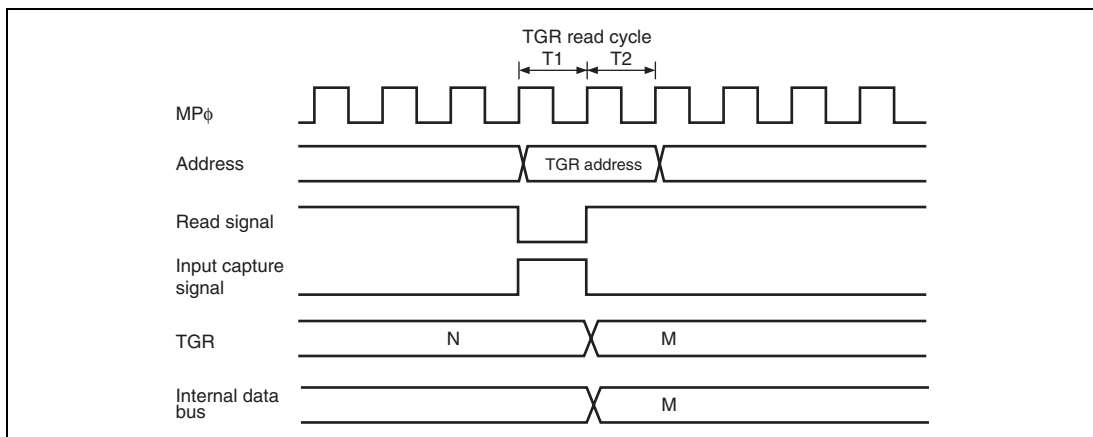 TGR read cycle
T1 T2
MPϕ
Address
TGR address
Read signal
Input capture
signal
TGR
N M
Internal data
bus
M